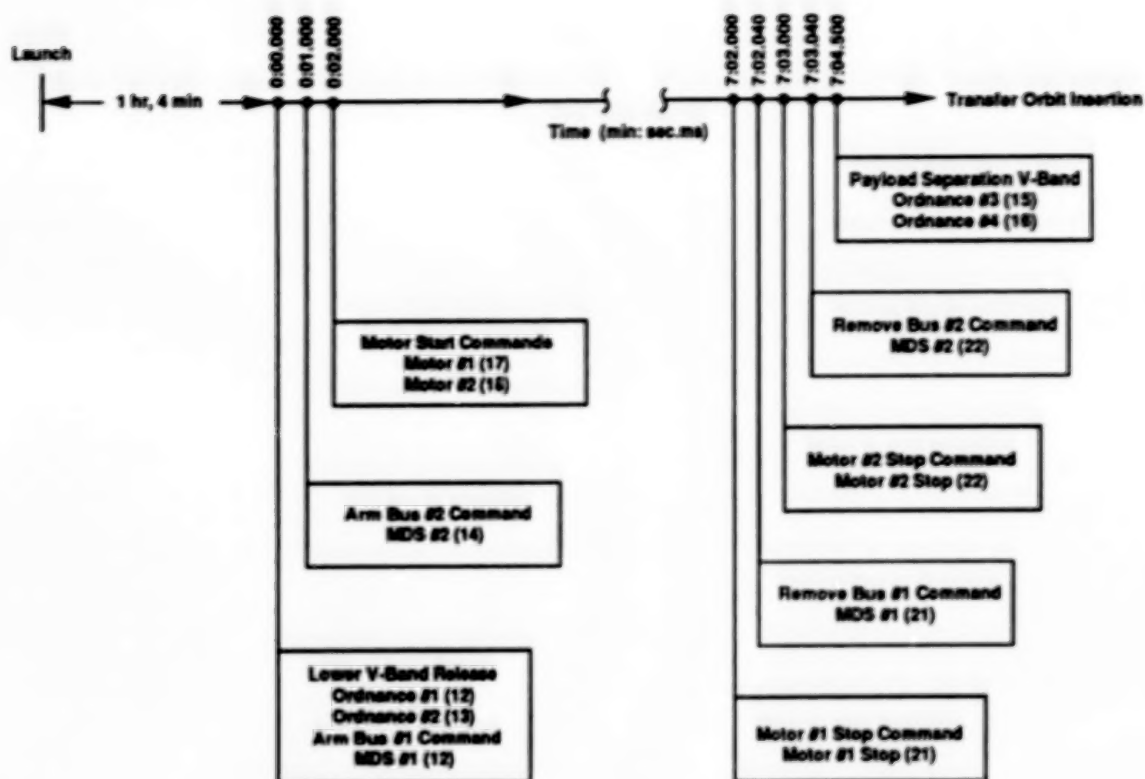 Launch
1 hr, 4 min
0:00.000
0:01.000
0:02.000
Time (min: sec.ms)
7:02.000
7:02.040
7:03.000
7:03.040
7:04.500
Transfer Orbit Insertion
Payload Separation V-Band
Ordnance #3 (15)
Ordnance #4 (16)
Motor Start Commands
Motor #1 (17)
Motor #2 (15)
Remove Bus #2 Command
MDS #2 (22)
Arm Bus #2 Command
MDS #2 (14)
Motor #2 Stop Command
Motor #2 Stop (22)
Remove Bus #1 Command
MDS #1 (21)
Lower V-Band Release
Ordnance #1 (12)
Ordnance #2 (13)
Arm Bus #1 Command
MDS #1 (12)
Motor #1 Stop Command
Motor #1 Stop (21)